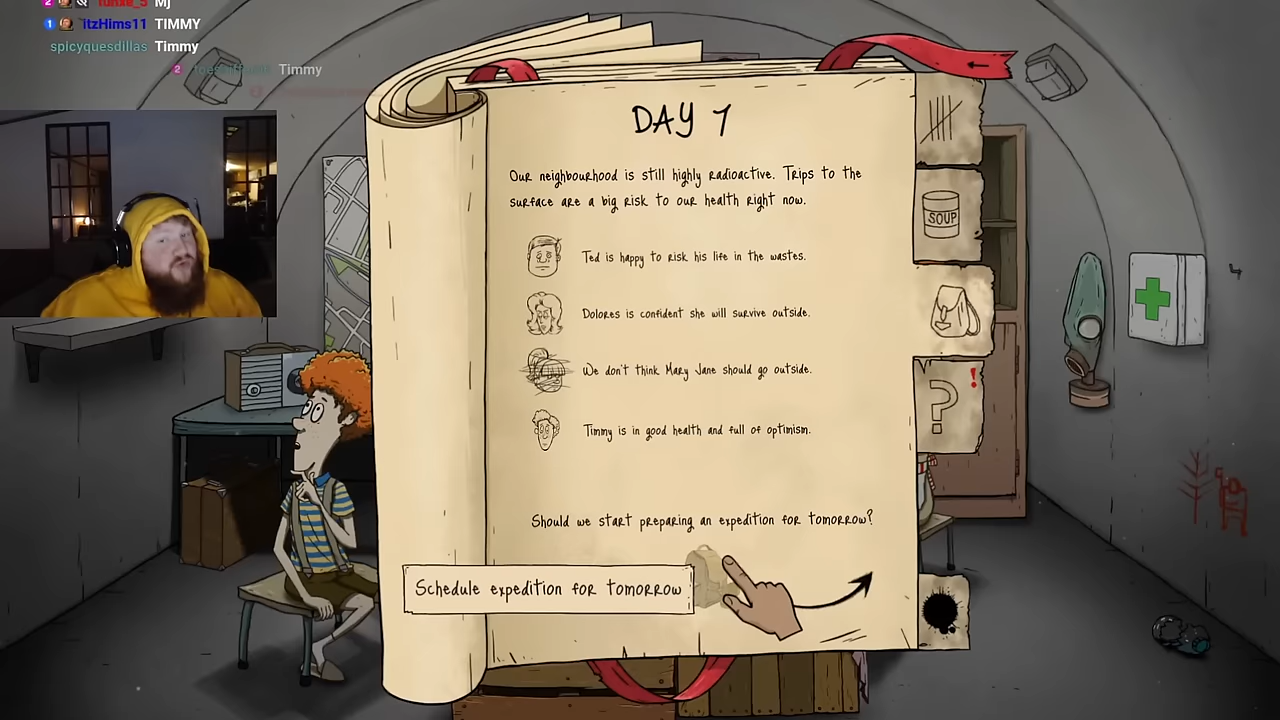 Mj
itzHims11 TIMMY
spicyquesdillas Timmy
Timmy
DAY 7
Our neighbourhood is still highly radioactive. Trips to the
surface are a big risk to our health right now.
Ted is happy to risk his life in the wastes.
Dolores is confident she will survive outside.
We don't think Mary Jane should go outside.
Timmy is in good health and full of optimism.
Should we start preparing an expedition for tomorrow?
Schedule expedition for tomorrow
SOUP
?
!